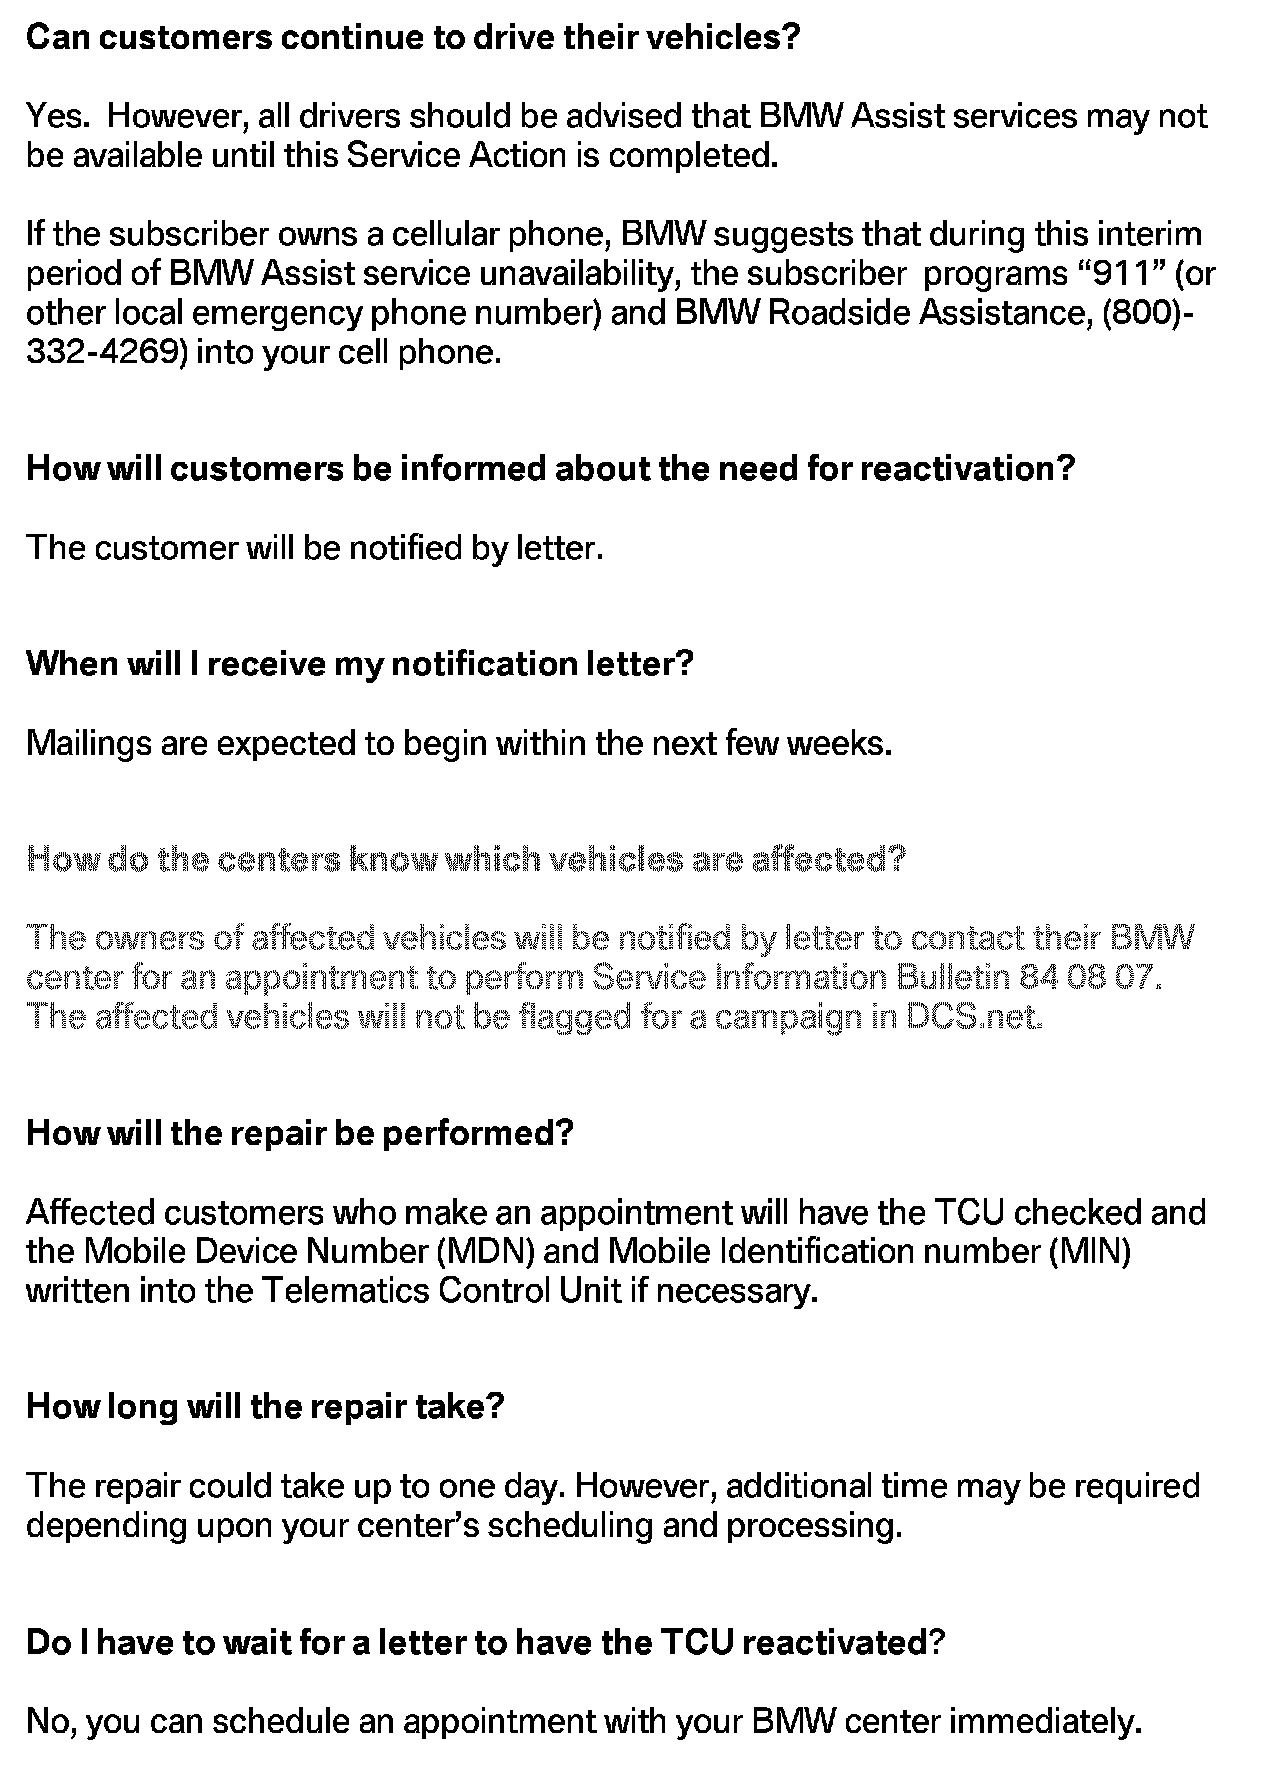 Can customers continue to drive their vehicles?
Yes.  However, all drivers should be advised that BMW Assist services may not
be available until this Service Action is completed.
If the subscriber owns a cellular phone, BMW suggests that during this interim
period of BMW Assist service unavailability, the subscriber  programs “911” (or
other local emergency phone number) and BMW Roadside Assistance, (800)-
332-4269) into your cell phone.
How will customers be informed about the need for reactivation?
The customer will be notified by letter.
When will I receive my notification letter?
Mailings are expected to begin within the next few weeks.
How do the centers know which vehicles are affected?
The owners of affected vehicles will be notified by letter to contact their BMW
center for an appointment to perform Service Information Bulletin 84 08 07.
The affected vehicles will not be flagged for a campaign in DCS.net.
How will the repair be performed?
Affected customers who make an appointment will have the TCU checked and
the Mobile Device Number (MDN) and Mobile Identification number (MIN)
written into the Telematics Control Unit if necessary.
How long will the repair take?
The repair could take up to one day. However, additional time may be required
depending upon your center’s scheduling and processing.
Do I have to wait for a letter to have the TCU reactivated?
No, you can schedule an appointment with your BMW center immediately.